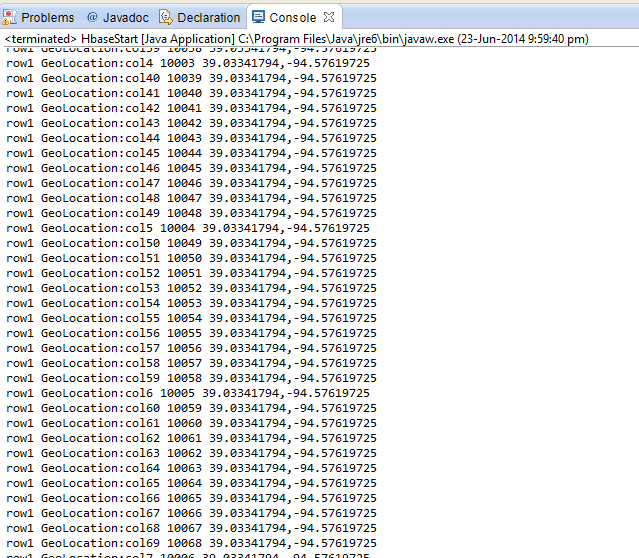 Problems @ Javadoc Declaration Console
<terminated> HbaseStart [Java Application] C:\Program Files\Java\jre6\bin\javaw.exe (23-Jun-2014 9:59:40 pm)
row1 GeoLocation:col39 10038 39.03341794,-94.57619725
row1 GeoLocation:col4 10003 39.03341794,-94.57619725
row1 GeoLocation:col40 10039 39.03341794,-94.57619725
row1 GeoLocation:col41 10040 39.03341794,-94.57619725
row1 GeoLocation:col42 10041 39.03341794,-94.57619725
row1 GeoLocation:col43 10042 39.03341794,-94.57619725
row1 GeoLocation:col44 10043 39.03341794,-94.57619725
row1 GeoLocation:col45 10044 39.03341794,-94.57619725
row1 GeoLocation:col46 10045 39.03341794,-94.57619725
row1 GeoLocation:col47 10046 39.03341794,-94.57619725
row1 GeoLocation:col48 10047 39.03341794,-94.57619725
row1 GeoLocation:col49 10048 39.03341794,-94.57619725
row1 GeoLocation:col5 10004 39.03341794,-94.57619725
row1 GeoLocation:col50 10049 39.03341794,-94.57619725
row1 GeoLocation:col51 10050 39.03341794,-94.57619725
row1 GeoLocation:col52 10051 39.03341794,-94.57619725
row1 GeoLocation:col53 10052 39.03341794,-94.57619725
row1 GeoLocation:col54 10053 39.03341794,-94.57619725
row1 GeoLocation:col55 10054 39.03341794,-94.57619725
row1 GeoLocation:col56 10055 39.03341794,-94.57619725
row1 GeoLocation:col57 10056 39.03341794,-94.57619725
row1 GeoLocation:col58 10057 39.03341794,-94.57619725
row1 GeoLocation:col59 10058 39.03341794,-94.57619725
row1 GeoLocation:col6 10005 39.03341794,-94.57619725
row1 GeoLocation:col60 10059 39.03341794,-94.57619725
row1 GeoLocation:col61 10060 39.03341794,-94.57619725
row1 GeoLocation:col62 10061 39.03341794,-94.57619725
row1 GeoLocation:col63 10062 39.03341794,-94.57619725
row1 GeoLocation:col64 10063 39.03341794,-94.57619725
row1 GeoLocation:col65 10064 39.03341794,-94.57619725
row1 GeoLocation:col66 10065 39.03341794,-94.57619725
row1 GeoLocation:col67 10066 39.03341794,-94.57619725
row1 GeoLocation:col68 10067 39.03341794,-94.57619725
row1 GeoLocation:col69 10068 39.03341794,-94.57619725
row1 GeoLocation:col7 10006 39.03341794,-94.57619725